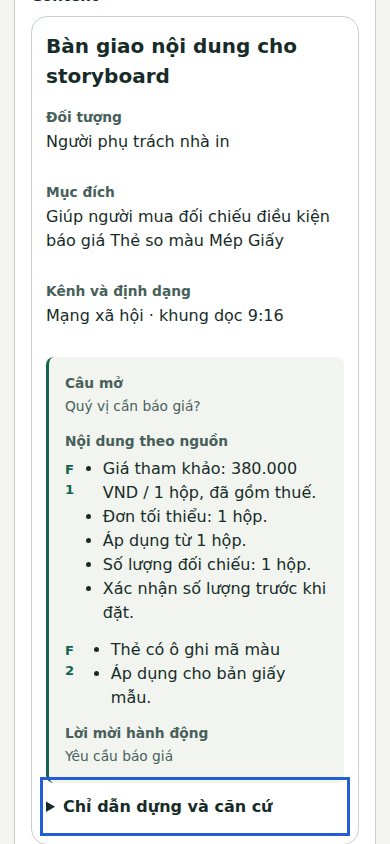 Bàn giao nội dung cho
storyboard
Đối tượng
Người phụ trách nhà in
Mục đích
Giúp người mua đối chiếu điều kiện
báo giá Thẻ so màu Mép Giấy
Kênh và định dạng
Mạng xã hội · khung dọc 9:16
Câu mở
Quý vị cần báo giá?
Nội dung theo nguồn
F1
• Giá tham khảo: 380.000
VND / 1 hộp, đã gồm thuế.
• Đơn tối thiểu: 1 hộp.
• Áp dụng từ 1 hộp.
• Số lượng đối chiếu: 1 hộp.
• Xác nhận số lượng trước khi
đặt.
F2
• Thẻ có ô ghi mã màu
• Áp dụng cho bản giấy
mẫu.
Lời mời hành động
Yêu cầu báo giá
▶ Chỉ dẫn dựng và căn cứ